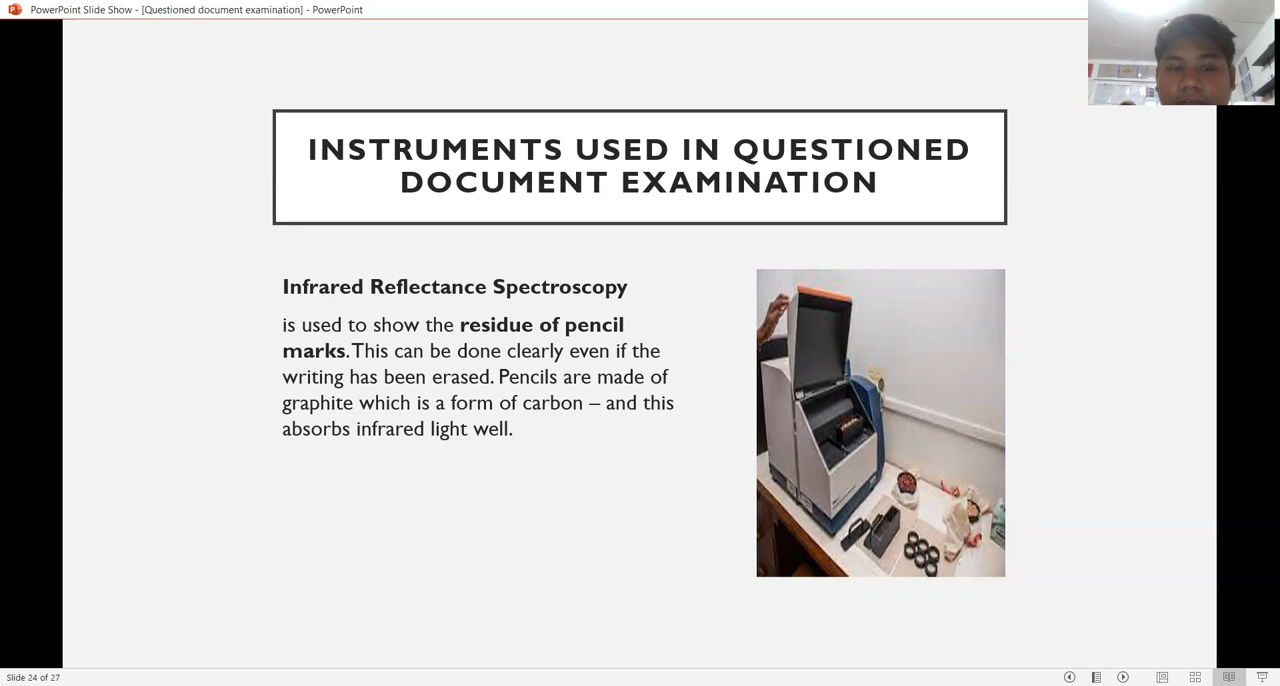 PowerPoint Slide Show - [Questioned document examination] - PowerPoint
INSTRUMENTS USED IN QUESTIONED
DOCUMENT EXAMINATION
Infrared Reflectance Spectroscopy
is used to show the residue of pencil
marks. This can be done clearly even if the
writing has been erased. Pencils are made of
graphite which is a form of carbon – and this
absorbs infrared light well.
Slide 24 of 27